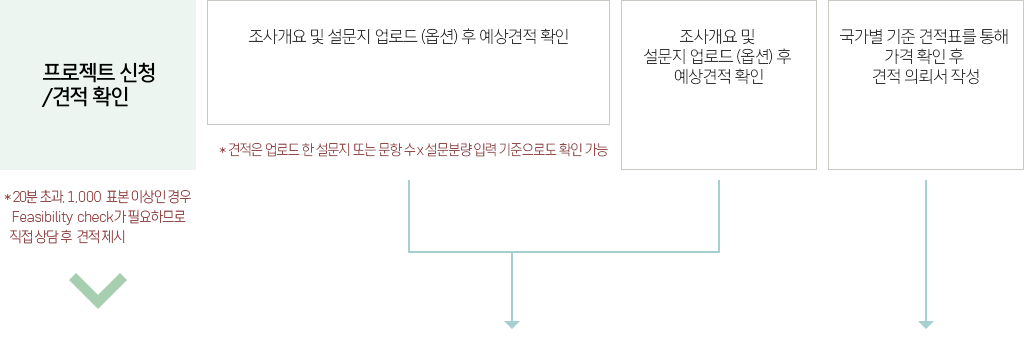 프로젝트 신청
/견적 확인
조사개요 및 설문지 업로드 (옵션) 후 예상견적 확인
조사개요 및
설문지 업로드 (옵션) 후
예상견적 확인
국가별 기준 견적표를 통해
가격 확인 후
견적 의뢰서 작성
* 견적은 업로드 한 설문지 또는 문항 수 x 설문분량 입력 기준으로도 확인 가능
* 20분 초과, 1,000 표본 이상인 경우
Feasibility check가 필요하므로
직접 상담 후 견적 제시